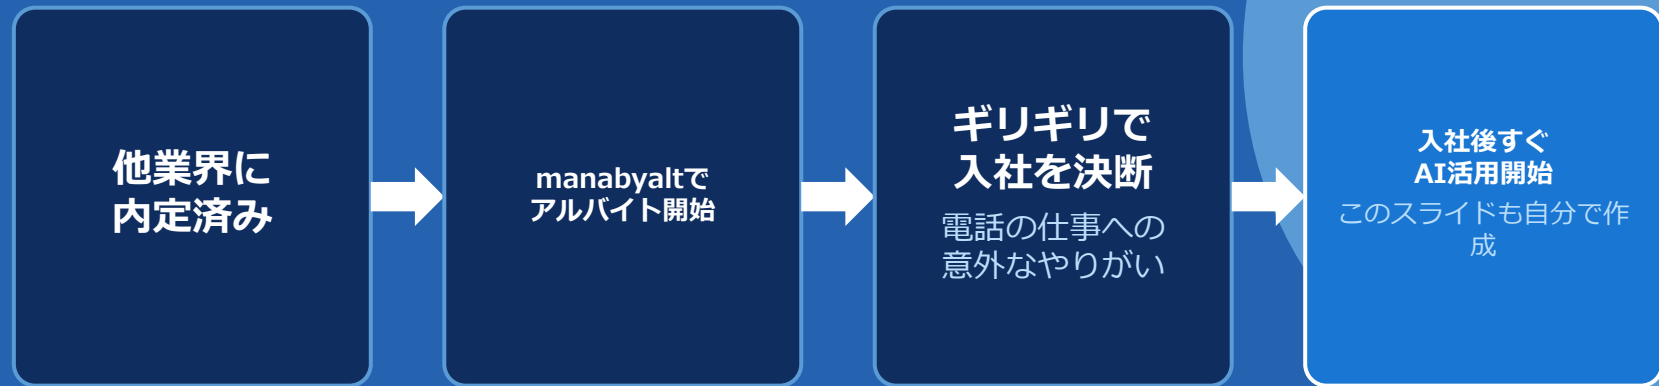 他業界に
内定済み
manabyaltで
アルバイト開始
ギリギリで
入社を決断
電話の仕事への
意外なやりがい
入社後すぐ
AI活用開始
このスライドも自分で作
成